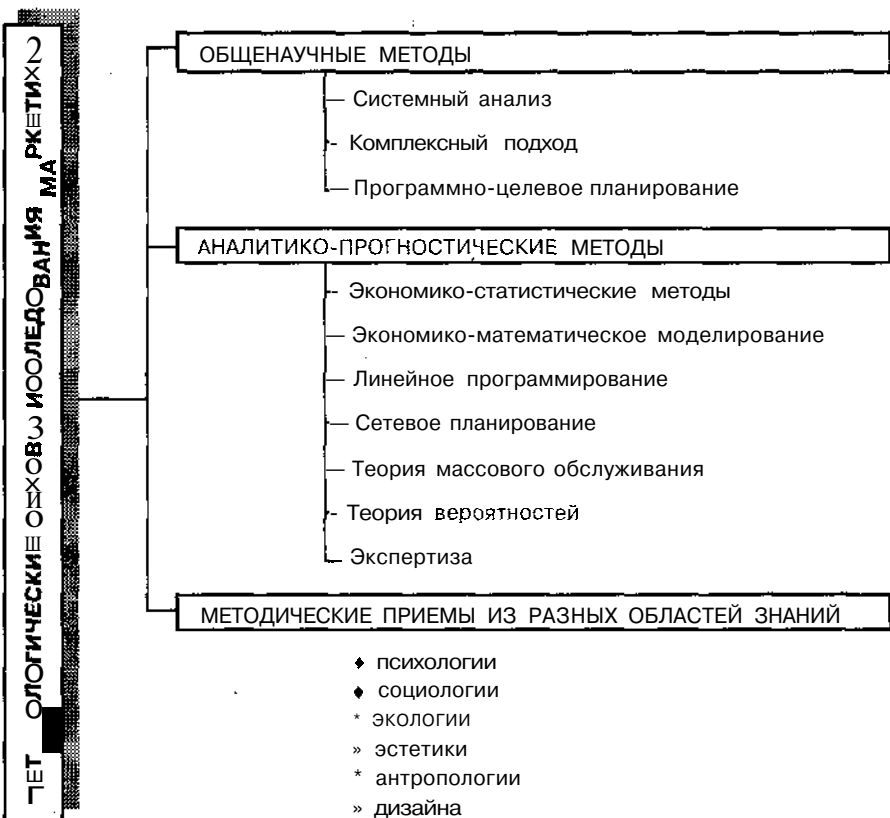 ОБЩЕНАУЧНЫЕ МЕТОДЫ
— Системный анализ
- Комплексный подход
— Программно-целевое планирование
АНАЛИТИКО-ПРОГНОСТИЧЕСКИЕ МЕТОДЫ
- Экономико-статистические методы
— Экономико-математическое моделирование
— Линейное программирование
— Сетевое планирование
— Теория массового обслуживания
- Теория вероятностей
— Экспертиза
МЕТОДИЧЕСКИЕ ПРИЕМЫ ИЗ РАЗНЫХ ОБЛАСТЕЙ ЗНАНИЙ
♦ психологии
♦ социологии
* экологии
» эстетики
* антропологии
» дизайна